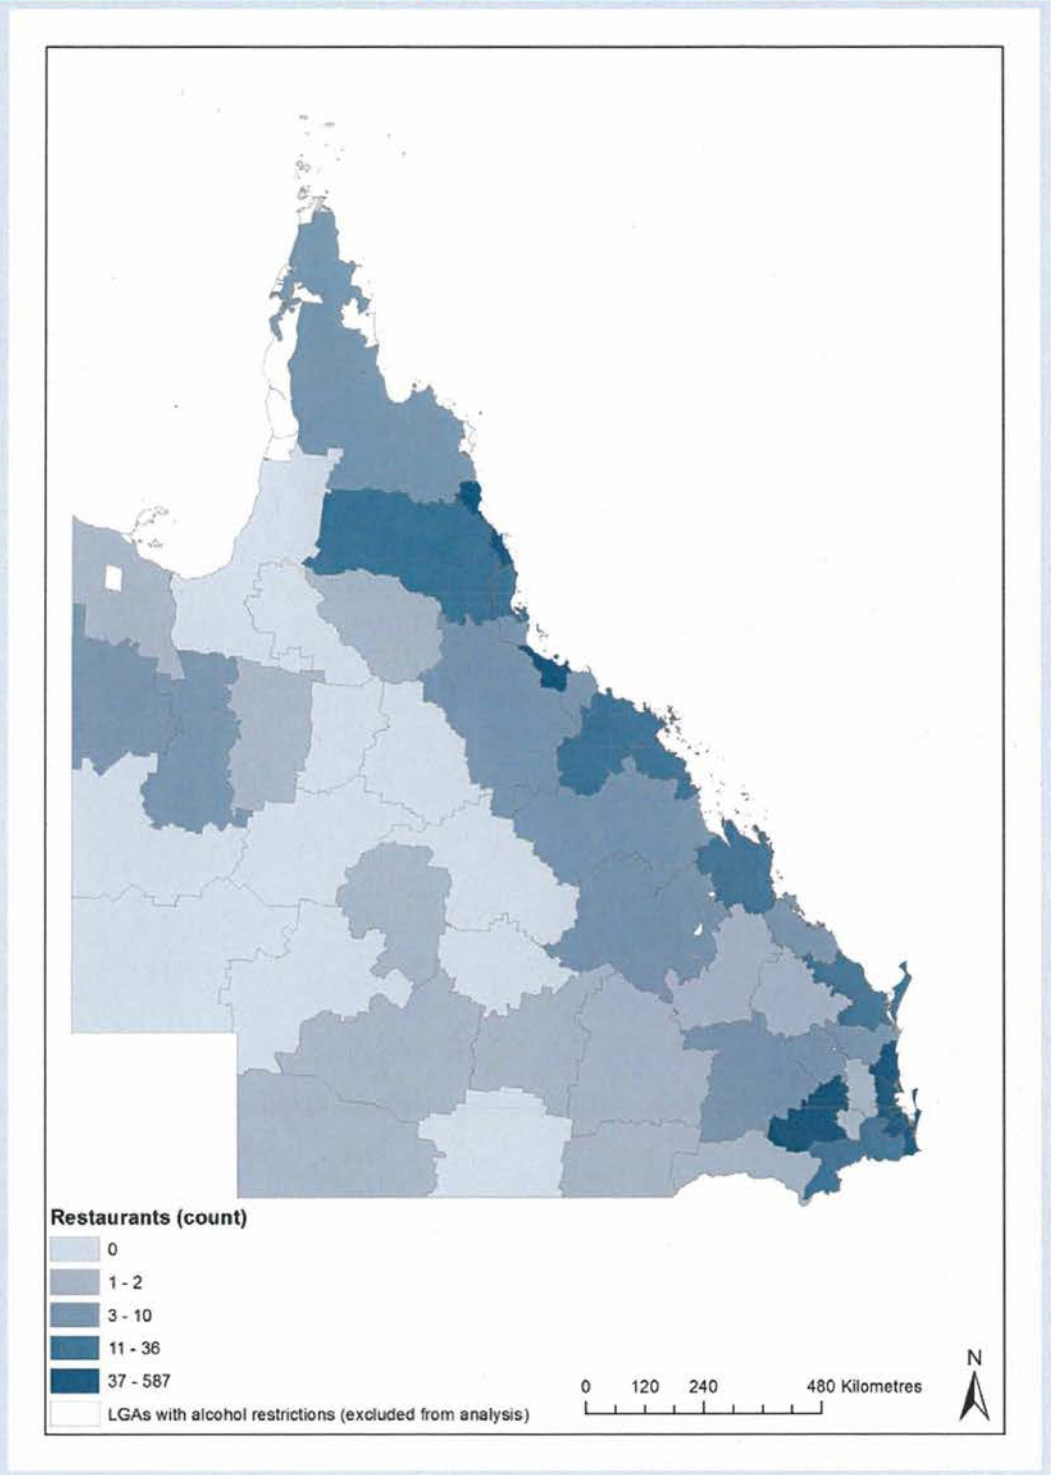 Restaurants (count)
0
1 - 2
3 - 10
11 - 36
37 - 587
LGAs with alcohol restrictions (excluded from analysis)
0 120 240 480 Kilometres
N